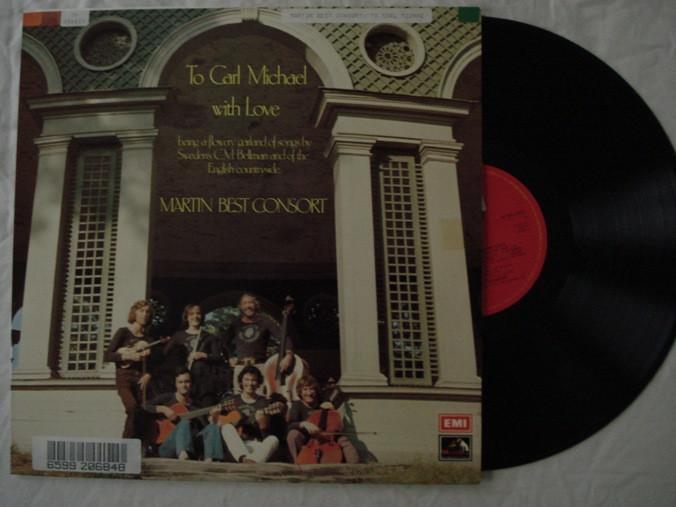 To Carl Michael
with Love
being a flowery garland of songs by
Sweden's C.M. Bellman and of the
English countryside.
MARTIN BEST CONSORT
EMI
6599 206848